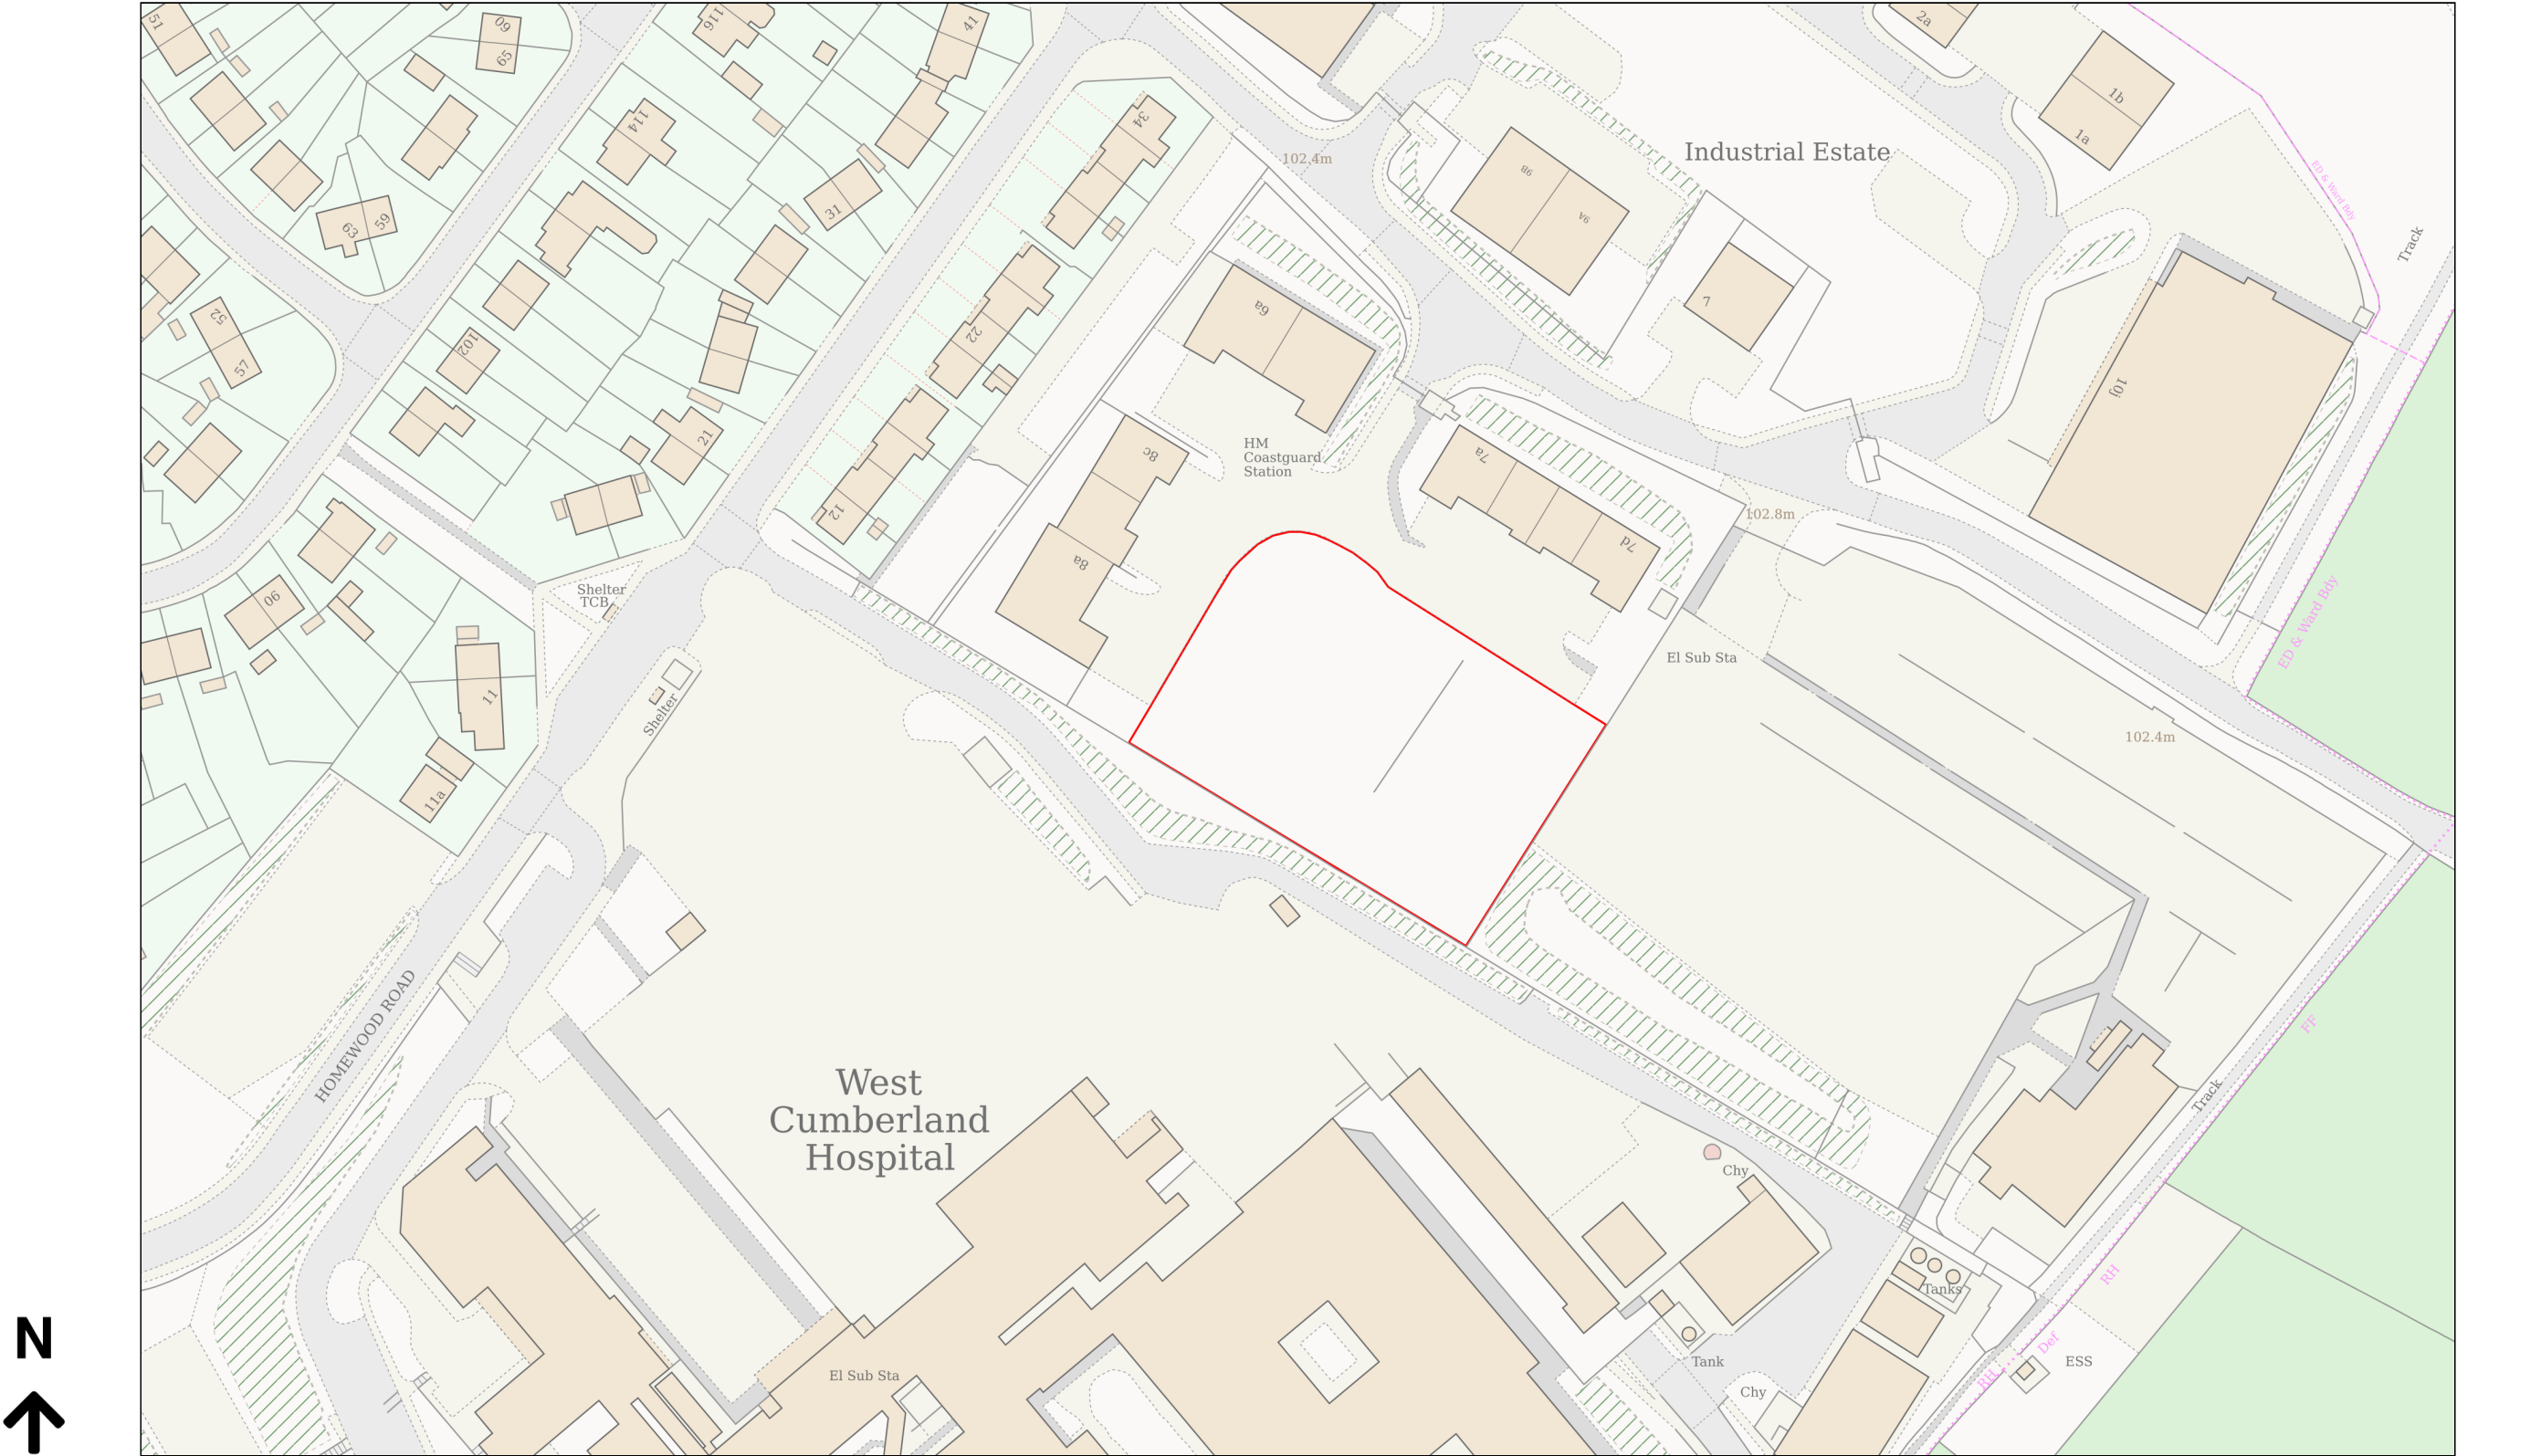 51
60
65
116
41
2a
1b
1a
34
114
102.4m
Industrial Estate
9B
9A
ED & Ward Bdy
Track
63
59
31
52
57
102
22
6a
7
10j
21
HM
Coastguard
Station
8c
7a
12
102.8m
7d
8a
90
Shelter
TCB
El Sub Sta
ED & Ward Bdy
11
Shelter
102.4m
11a
HOMEWOOD ROAD
FF
West
Cumberland
Hospital
Chy
Track
RH
Tanks
N
El Sub Sta
Tank
Def
ESS
RH
Chy